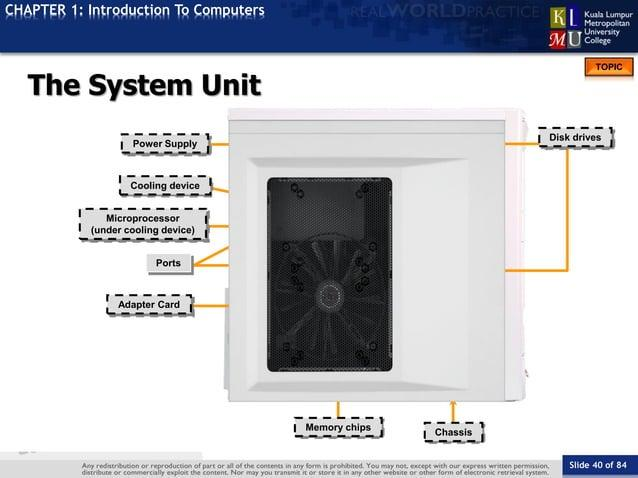 CHAPTER 1: Introduction To Computers
REALWORLDPRACTICE
KLMU
Kuala Lumpur
Metropolitan
University
College
TOPIC
The System Unit
Power Supply
Disk drives
Cooling device
Microprocessor
(under cooling device)
Ports
Adapter Card
Memory chips
Chassis
Any redistribution or reproduction of part or all of the contents in any form is prohibited. You may not, except with our express written permission,
distribute or commercially exploit the content. Nor may you transmit it or store it in any other website or other form of electronic retrieval system.
Slide 40 of 84